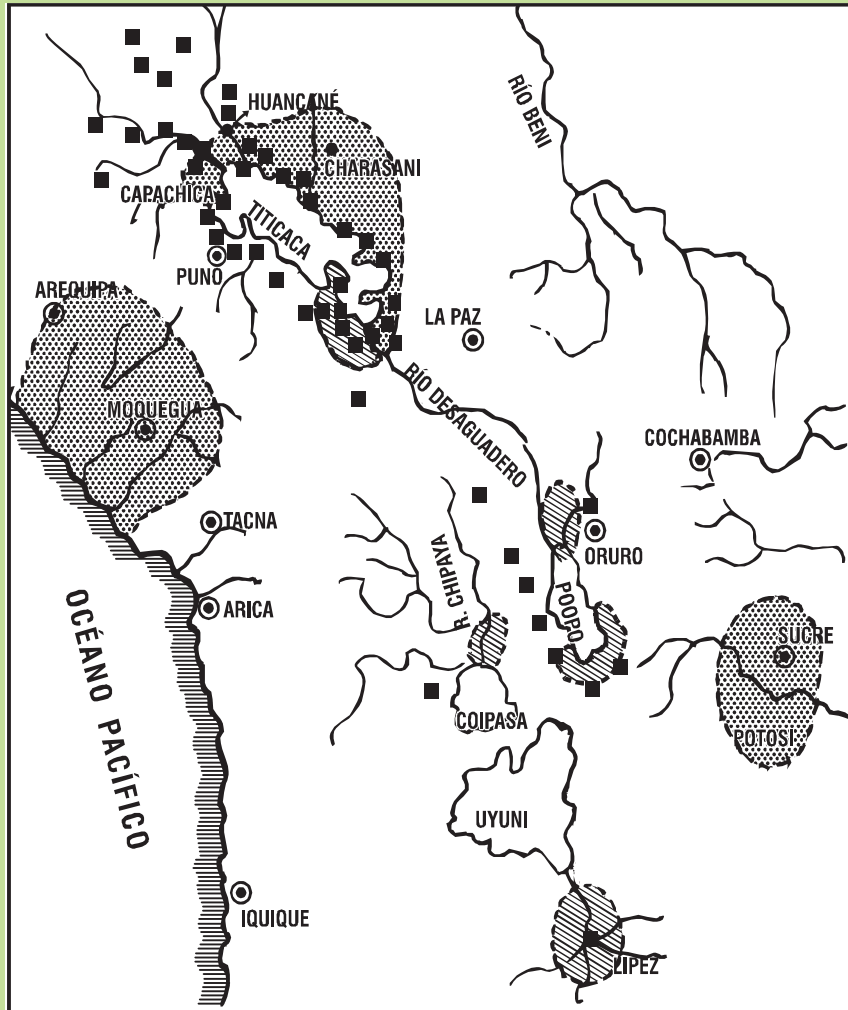 RÍO BENI
HUANCANÉ
CHARASANI
CAPACHICA
TITICACA
PUNO
AREQUIPA
LA PAZ
RÍO DESAGUADERO
MOQUEGUA
COCHABAMBA
TACNA
ORURO
R. CHIPAYA
POOPO
ARICA
SUCRE
OCÉANO PACÍFICO
COIPASA
POTOSI
UYUNI
IQUIQUE
LIPEZ